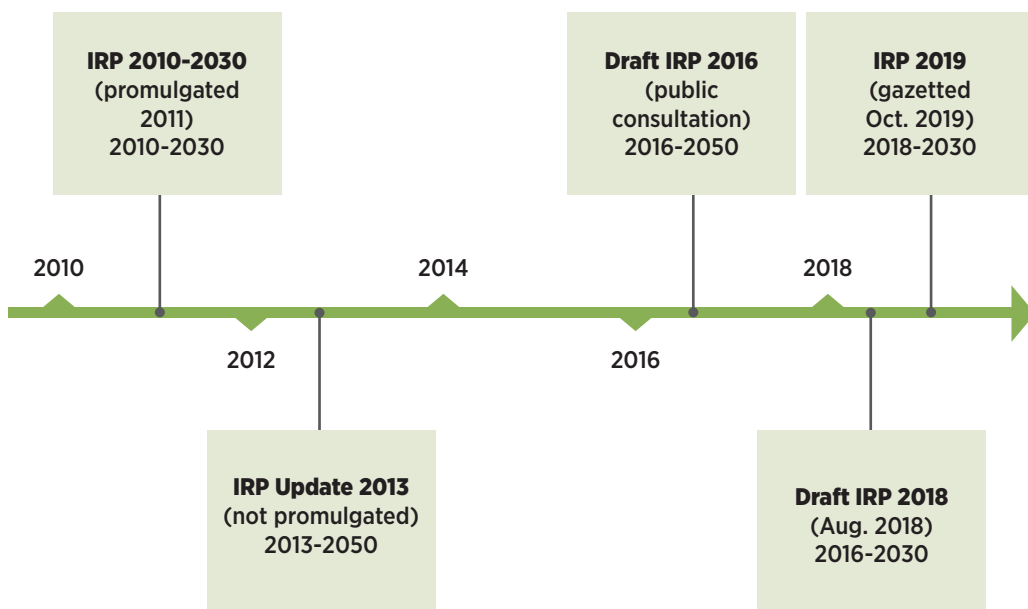 IRP 2010-2030
(promulgated
2011)
2010-2030
Draft IRP 2016
(public
consultation)
2016-2050
IRP 2019
(gazetted
Oct. 2019)
2018-2030
2010
2014
2018
2012
2016
IRP Update 2013
(not promulgated)
2013-2050
Draft IRP 2018
(Aug. 2018)
2016-2030